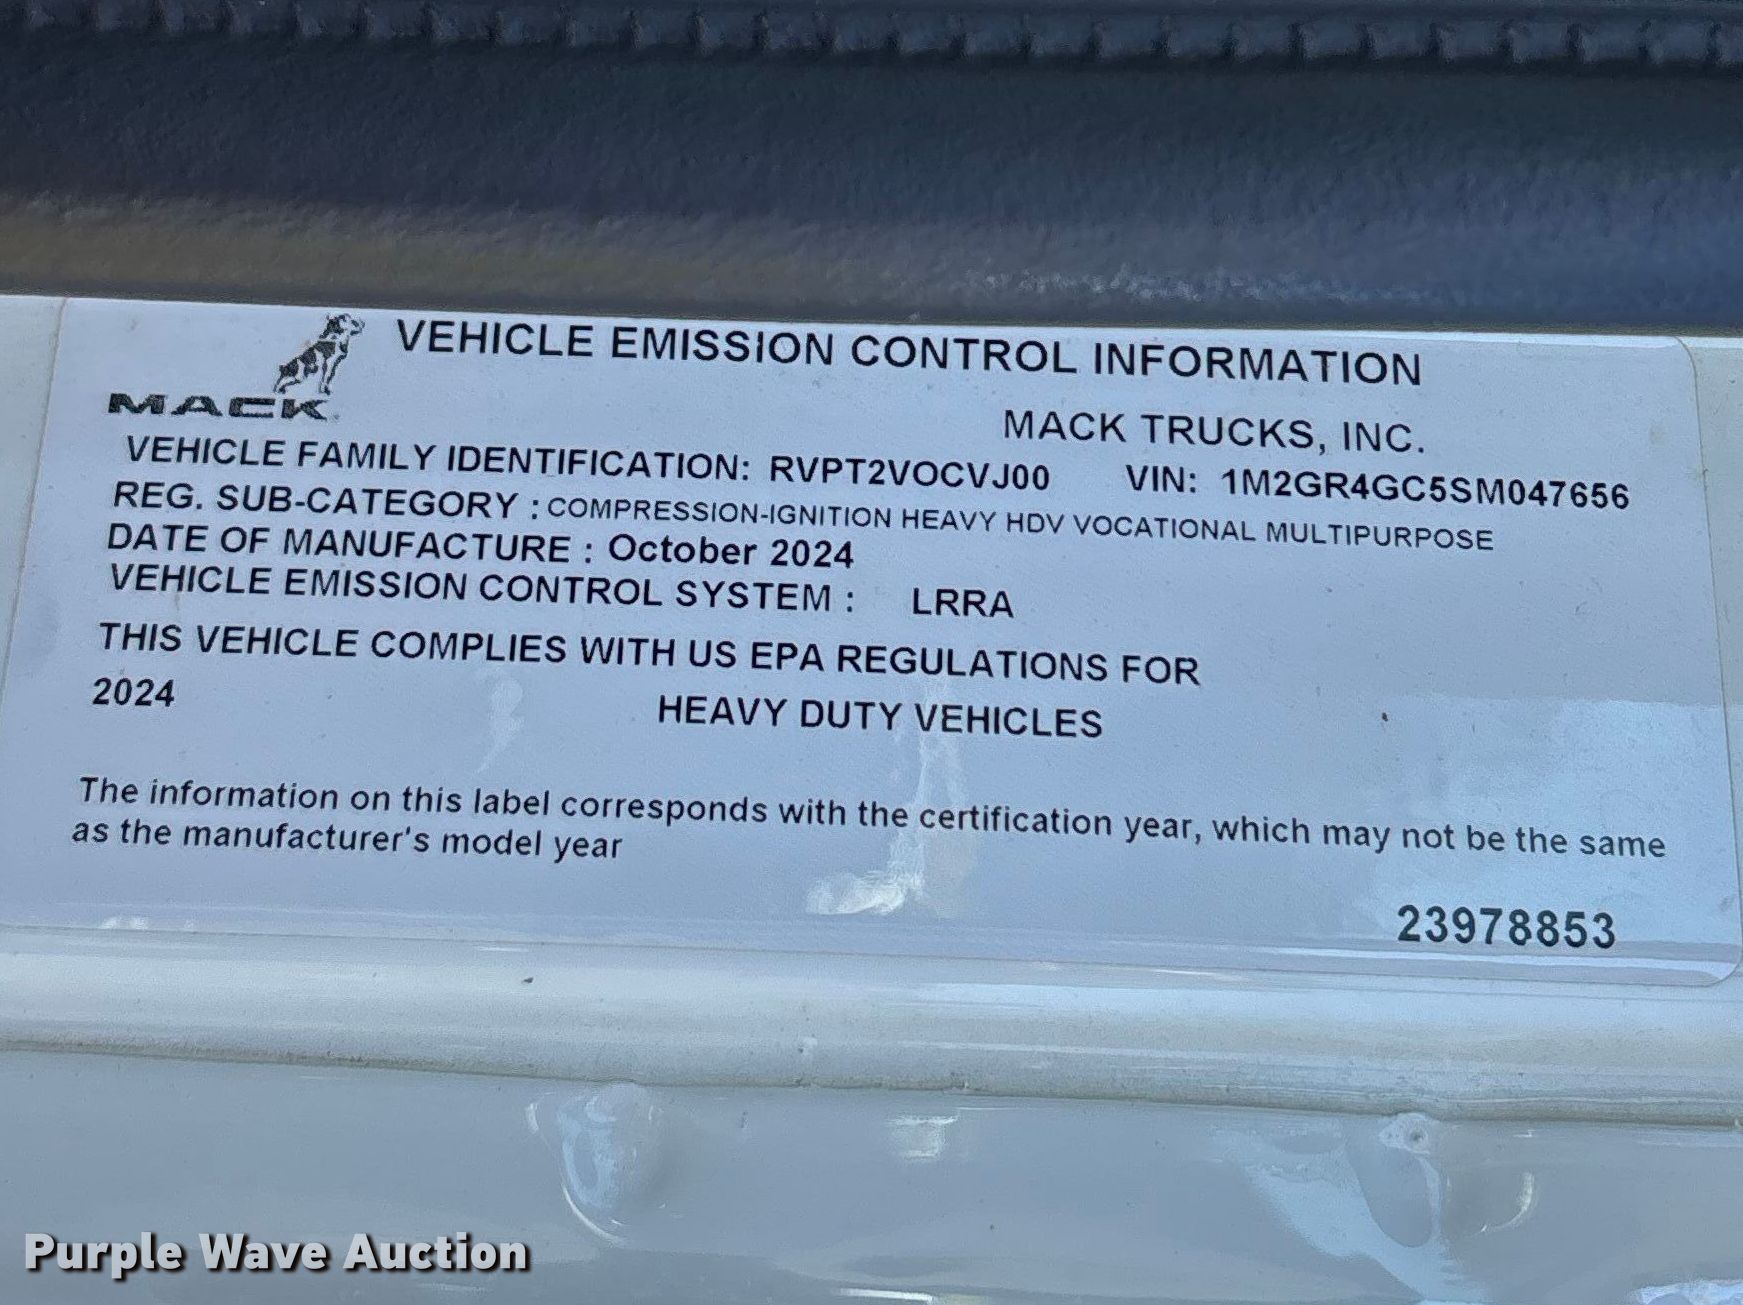 VEHICLE EMISSION CONTROL INFORMATION
MACK
MACK TRUCKS, INC.
VEHICLE FAMILY IDENTIFICATION: RVPT2VOCVJ00 VIN: 1M2GR4GC5SM047656
REG. SUB-CATEGORY : COMPRESSION-IGNITION HEAVY HDV VOCATIONAL MULTIPURPOSE
DATE OF MANUFACTURE : October 2024
VEHICLE EMISSION CONTROL SYSTEM : LRRA
THIS VEHICLE COMPLIES WITH US EPA REGULATIONS FOR
2024 HEAVY DUTY VEHICLES
The information on this label corresponds with the certification year, which may not be the same
as the manufacturer's model year
23978853
Purple Wave Auction